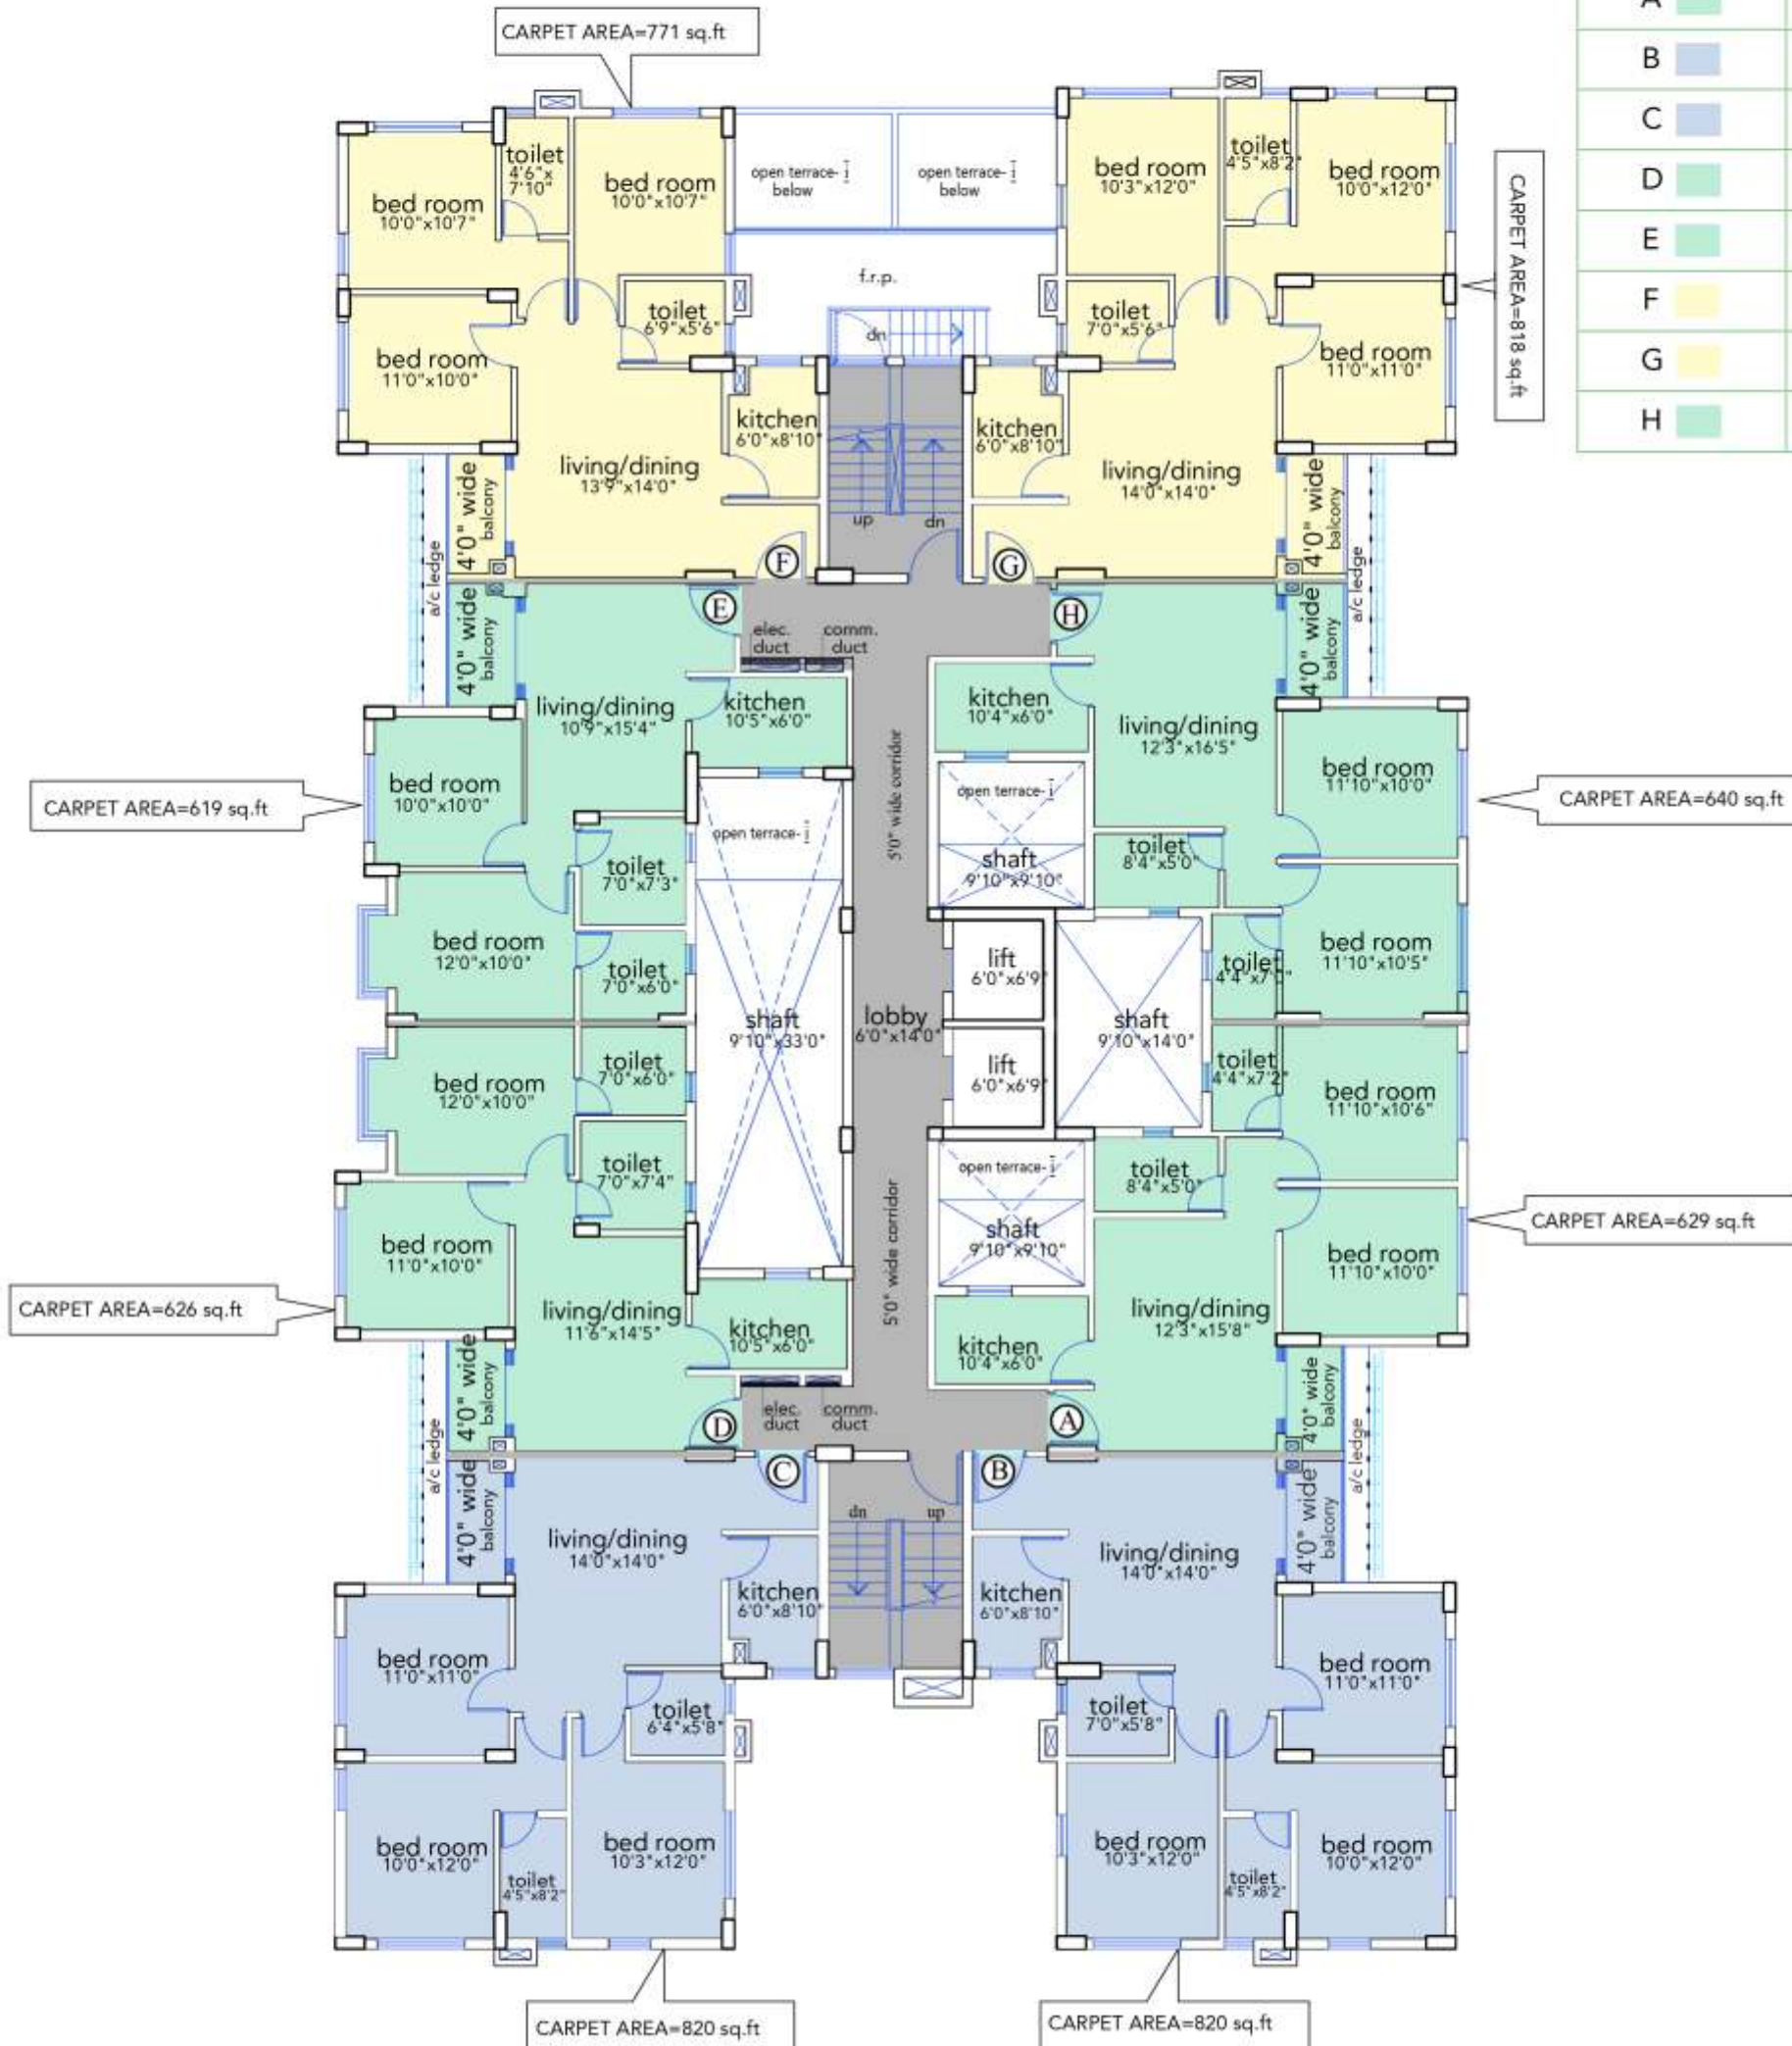 CARPET AREA=771 sq.ft
A
B
C
D
E
F
G
H
toilet
4'6"x
7'10"
bed room
10'0"x10'7"
bed room
10'0"x10'7"
open terrace-i
below
open terrace-i
below
bed room
10'3"x12'0"
toilet
4'5"x8'2"
bed room
10'0"x12'0"
CARPET AREA=818 sq.ft
f.r.p.
toilet
6'9"x5'6"
dn
toilet
7'0"x5'6"
bed room
11'0"x10'0"
bed room
11'0"x11'0"
kitchen
6'0"x8'10"
kitchen
6'0"x8'10"
living/dining
13'9"x14'0"
living/dining
14'0"x14'0"
up
dn
4'0" wide
balcony
4'0" wide
balcony
F
G
a/c ledge
a/c ledge
E
H
elec.
duct
comm.
duct
4'0" wide
balcony
4'0" wide
balcony
living/dining
10'9"x15'4"
kitchen
10'5"x6'0"
kitchen
10'4"x6'0"
living/dining
12'3"x16'5"
5'0" wide corridor
bed room
10'0"x10'0"
bed room
11'10"x10'0"
CARPET AREA=619 sq.ft
CARPET AREA=640 sq.ft
open terrace-i
open terrace-i
toilet
7'0"x7'3"
shaft
9'10"x9'10"
toilet
8'4"x5'0"
bed room
12'0"x10'0"
toilet
7'0"x6'0"
lift
6'0"x6'9"
toilet
4'4"x7'0"
bed room
11'10"x10'5"
shaft
9'10"x33'0"
lobby
6'0"x14'0"
shaft
9'10"x14'0"
bed room
12'0"x10'0"
toilet
7'0"x6'0"
lift
6'0"x6'9"
toilet
4'4"x7'2"
bed room
11'10"x10'6"
toilet
7'0"x7'4"
open terrace-i
toilet
8'4"x5'0"
shaft
9'10"x9'10"
CARPET AREA=629 sq.ft
bed room
11'0"x10'0"
5'0" wide corridor
bed room
11'10"x10'0"
CARPET AREA=626 sq.ft
living/dining
11'6"x14'5"
kitchen
10'5"x6'0"
kitchen
10'4"x6'0"
living/dining
12'3"x15'8"
4'0" wide
balcony
4'0" wide
balcony
D
elec.
duct
comm.
duct
A
a/c ledge
a/c ledge
C
B
4'0" wide
balcony
4'0" wide
balcony
dn
up
living/dining
14'0"x14'0"
living/dining
14'0"x14'0"
kitchen
6'0"x8'10"
kitchen
6'0"x8'10"
bed room
11'0"x11'0"
bed room
11'0"x11'0"
toilet
6'4"x5'8"
toilet
7'0"x5'8"
bed room
10'0"x12'0"
toilet
4'5"x8'2"
bed room
10'3"x12'0"
bed room
10'3"x12'0"
toilet
4'5"x8'2"
bed room
10'0"x12'0"
CARPET AREA=820 sq.ft
CARPET AREA=820 sq.ft